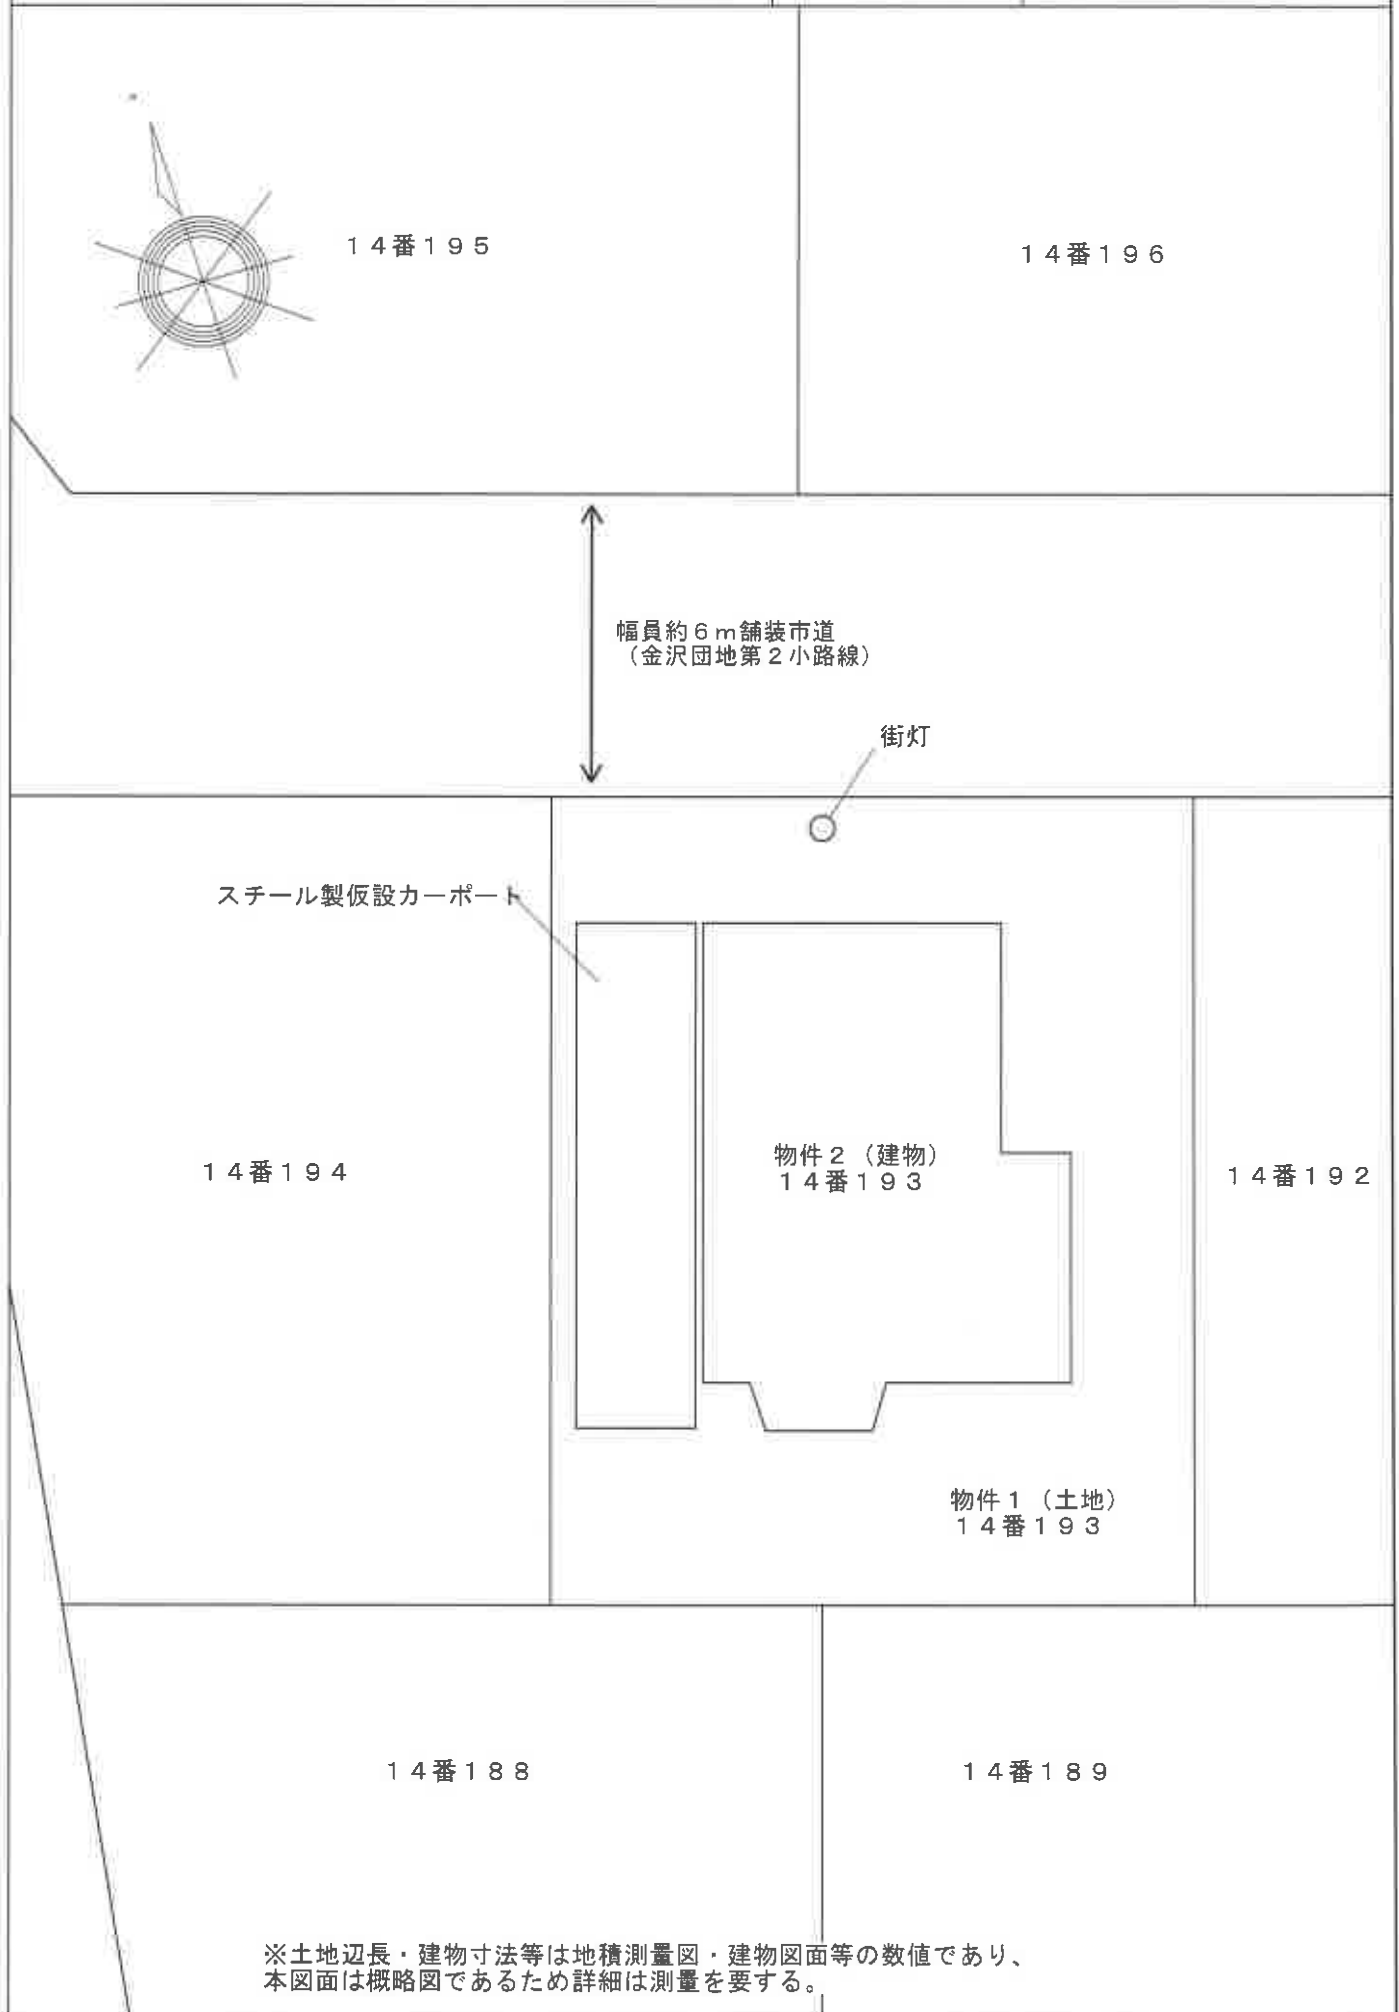 １４番１９５
１４番１９６
幅員約６ｍ舗装市道
（金沢団地第２小路線）
街灯
スチール製仮設カーポート
１４番１９４
物件２（建物）
１４番１９３
１４番１９２
物件１（土地）
１４番１９３
１４番１８８
１４番１８９
※土地辺長・建物寸法等は地積測量図・建物図面等の数値であり、
本図面は概略図であるため詳細は測量を要する。